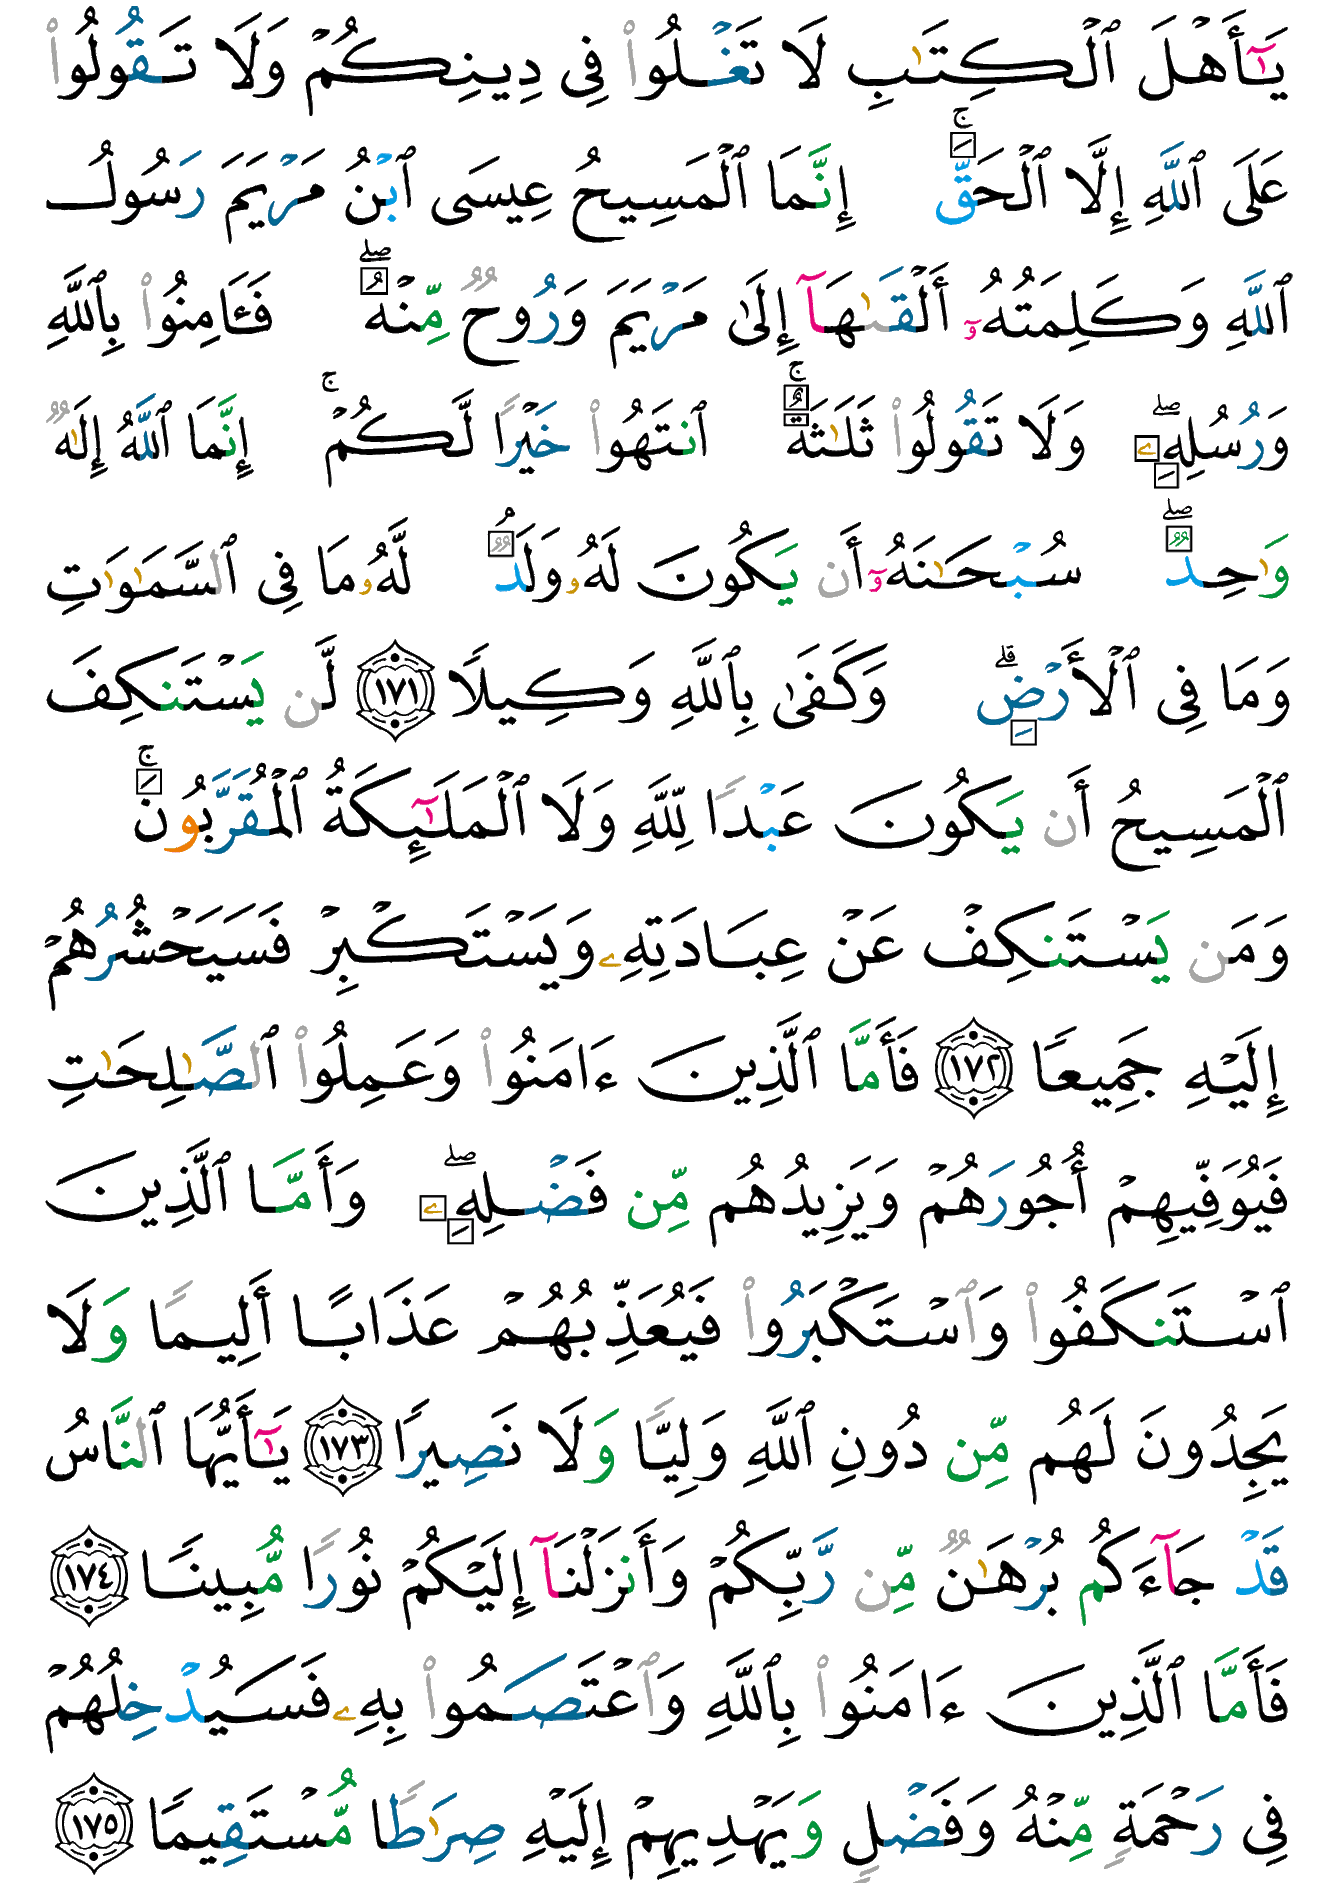 يَٰٓأَهۡلَ ٱلۡكِتَٰبِ لَا تَغۡلُواْ فِي دِينِكُمۡ وَلَا تَقُولُواْ
عَلَى ٱللَّهِ إِلَّا ٱلۡحَقَّۚ إِنَّمَا ٱلۡمَسِيحُ عِيسَى ٱبۡنُ مَرۡيَمَ رَسُولُ
ٱللَّهِ وَكَلِمَتُهُۥٓ أَلۡقَىٰهَآ إِلَىٰ مَرۡيَمَ وَرُوحٞ مِّنۡهُۖ فَـَٔامِنُواْ بِٱللَّهِ
وَرُسُلِهِۦۖ وَلَا تَقُولُواْ ثَلَٰثَةٌۚ ٱنتَهُواْ خَيۡرٗا لَّكُمۡۚ إِنَّمَا ٱللَّهُ إِلَٰهٞ
وَٰحِدٞۖ سُبۡحَٰنَهُۥٓ أَن يَكُونَ لَهُۥ وَلَدٞۘ لَّهُۥ مَا فِي ٱلسَّمَٰوَٰتِ
وَمَا فِي ٱلۡأَرۡضِۗ وَكَفَىٰ بِٱللَّهِ وَكِيلٗا ١٧١ لَّن يَسۡتَنكِفَ
ٱلۡمَسِيحُ أَن يَكُونَ عَبۡدٗا لِّلَّهِ وَلَا ٱلۡمَلَٰٓئِكَةُ ٱلۡمُقَرَّبُونَۚ
وَمَن يَسۡتَنكِفۡ عَنۡ عِبَادَتِهِۦ وَيَسۡتَكۡبِرۡ فَسَيَحۡشُرُهُمۡ
إِلَيۡهِ جَمِيعٗا ١٧٢ فَأَمَّا ٱلَّذِينَ ءَامَنُواْ وَعَمِلُواْ ٱلصَّٰلِحَٰتِ
فَيُوَفِّيهِمۡ أُجُورَهُمۡ وَيَزِيدُهُم مِّن فَضۡلِهِۦۖ وَأَمَّا ٱلَّذِينَ
ٱسۡتَنكَفُواْ وَٱسۡتَكۡبَرُواْ فَيُعَذِّبُهُمۡ عَذَابًا أَلِيمٗا وَلَا
يَجِدُونَ لَهُم مِّن دُونِ ٱللَّهِ وَلِيّٗا وَلَا نَصِيرٗا ١٧٣ يَٰٓأَيُّهَا ٱلنَّاسُ
قَدۡ جَآءَكُم بُرۡهَٰنٞ مِّن رَّبِّكُمۡ وَأَنزَلۡنَآ إِلَيۡكُمۡ نُورٗا مُّبِينٗا ١٧٤
فَأَمَّا ٱلَّذِينَ ءَامَنُواْ بِٱللَّهِ وَٱعۡتَصَمُواْ بِهِۦ فَسَيُدۡخِلُهُمۡ
فِي رَحۡمَةٖ مِّنۡهُ وَفَضۡلٖ وَيَهۡدِيهِمۡ إِلَيۡهِ صِرَٰطٗا مُّسۡتَقِيمٗا ١٧٥